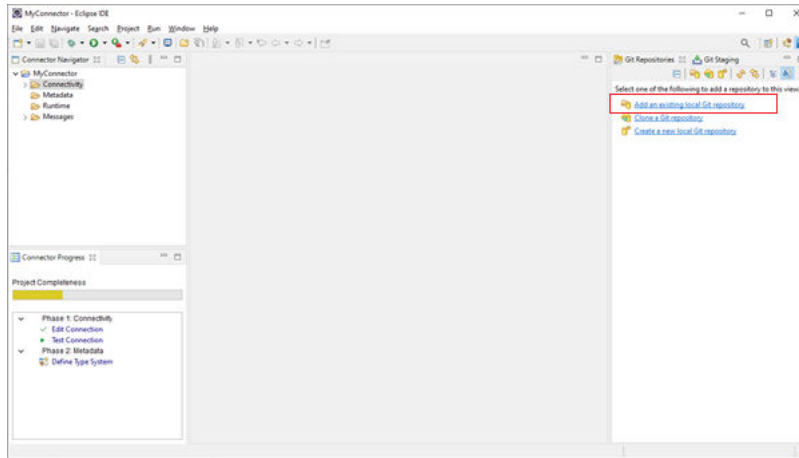 MyConnector - Eclipse IDE
File Edit Navigate Search Project Run Window Help
Connector Navigator
MyConnector
Connectivity
Metadata
Runtime
Messages
Connector Progress
Project Completeness
Phase 1: Connectivity
Edit Connection
Test Connection
Phase 2: Metadata
Define Type System
Git Repositories Git Staging
Select one of the following to add a repository to this view
Add an existing local Git repository
Clone a Git repository
Create a new local Git repository